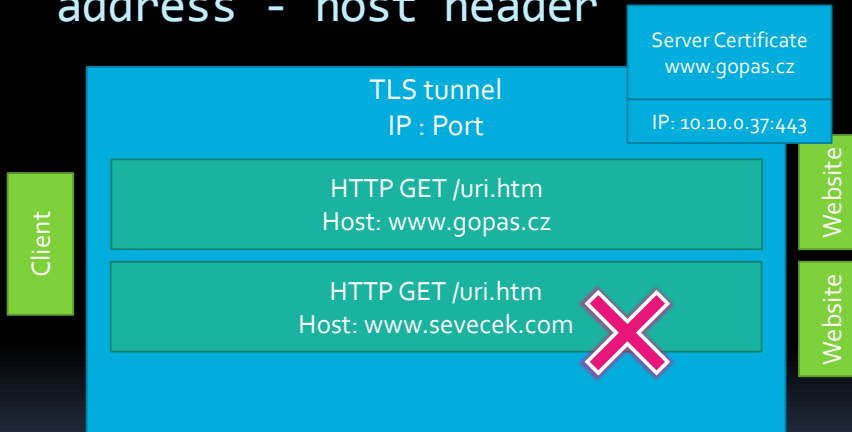 address - host header
Server Certificate
www.gopas.cz
IP: 10.10.0.37:443
TLS tunnel
IP : Port
Client
HTTP GET /uri.htm
Host: www.gopas.cz
HTTP GET /uri.htm
Host: www.sevecek.com
Website
Website